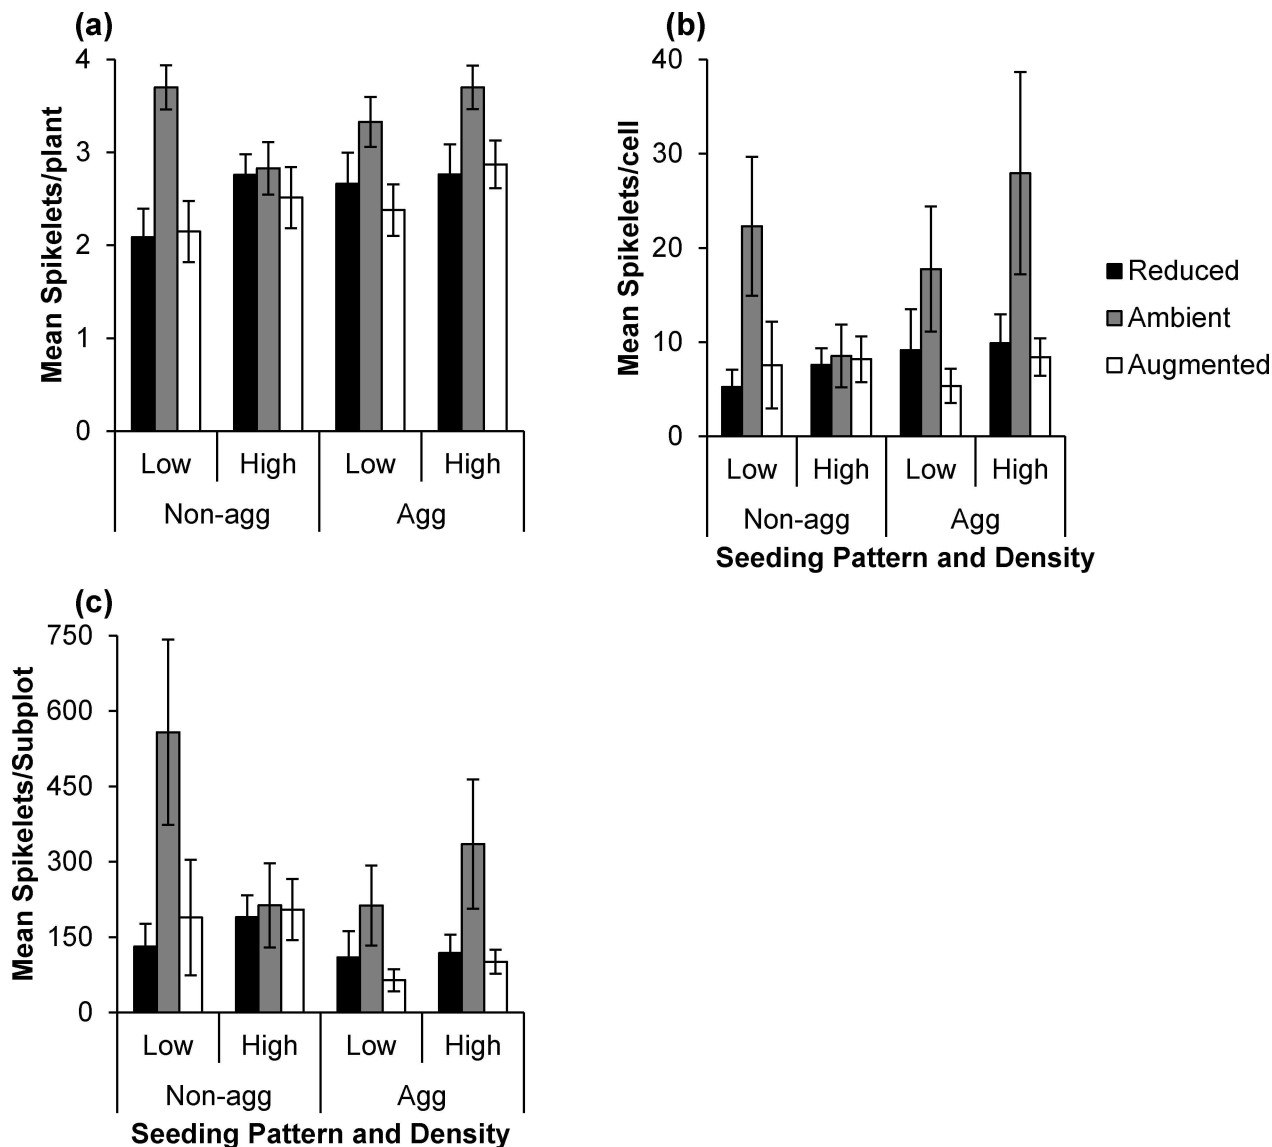 (a)
Mean Spikelets/plant
4
3
2
1
0
Low High Low High
Non-agg Agg
(b)
Mean Spikelets/cell
40
30
20
10
0
Low High Low High
Non-agg Agg
Seeding Pattern and Density
Reduced
Ambient
Augmented
(c)
Mean Spikelets/Subplot
750
600
450
300
150
0
Low High Low High
Non-agg Agg
Seeding Pattern and Density